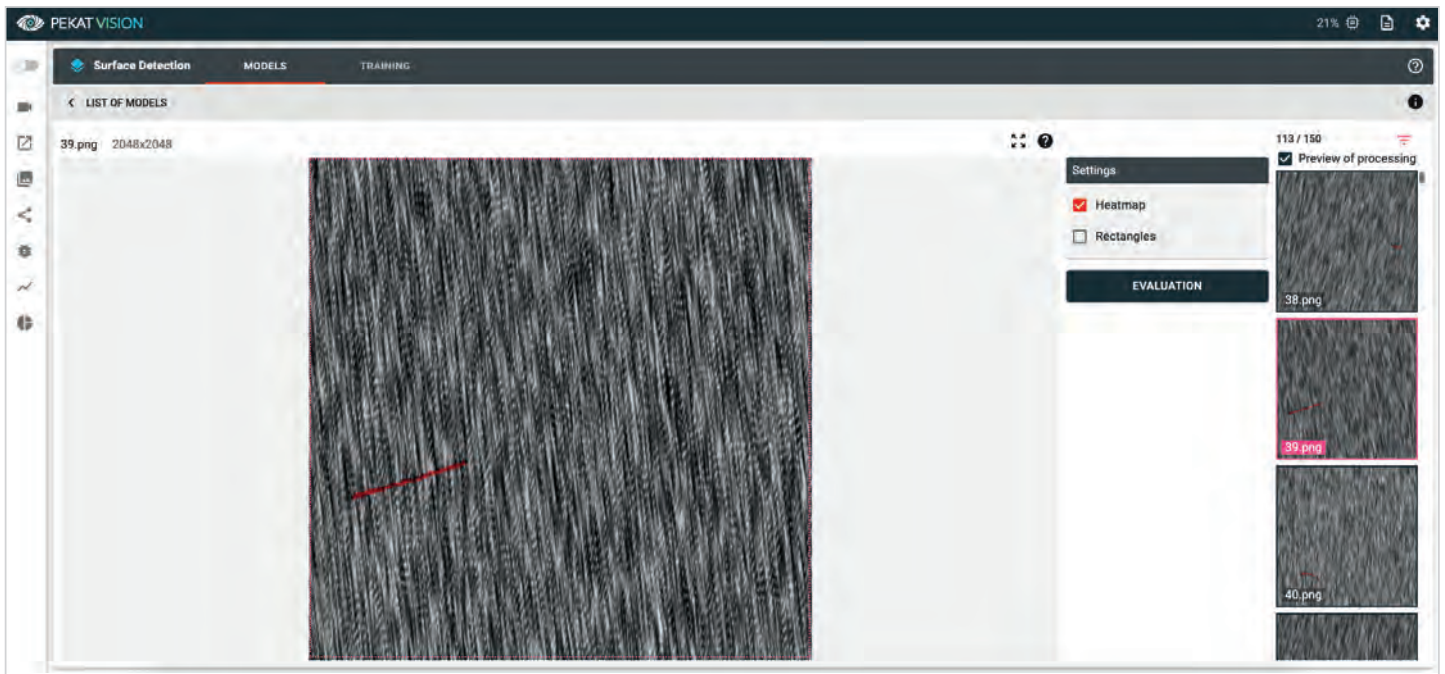 PEKAT VISION
21%
Surface Detection
MODELS
TRAINING
LIST OF MODELS
39.png 2048x2048
113 / 150
Preview of processing
Settings
Heatmap
Rectangles
EVALUATION
38.png
39.png
40.png